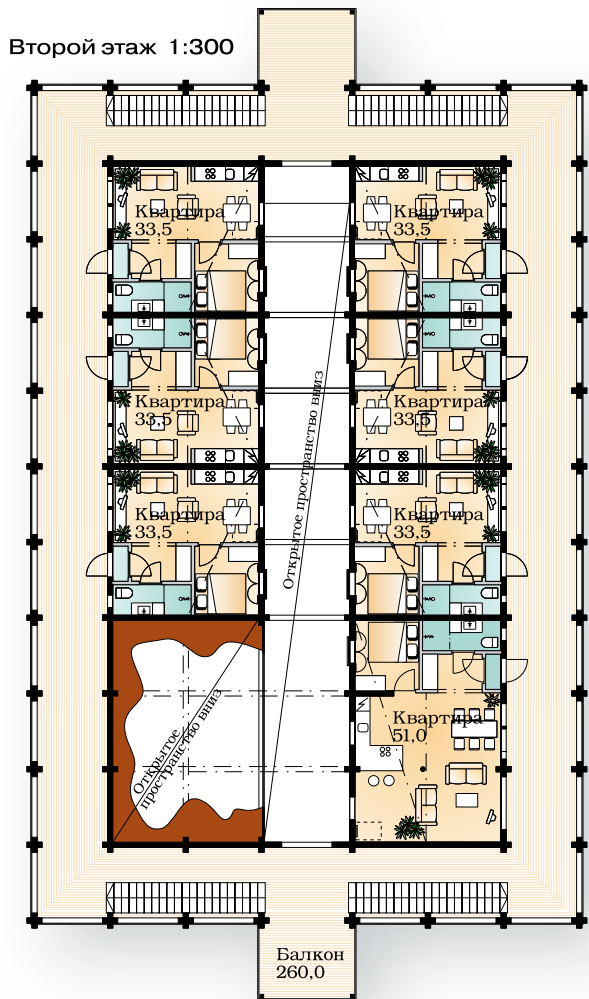 Второй этаж 1:300
Квартира
33,5
Квартира
33,5
Квартира
33,5
Квартира
33,5
Открытое пространство вниз
Квартира
33,5
Квартира
33,5
Открытое
пространство вниз
Квартира
51,0
Балкон
260,0